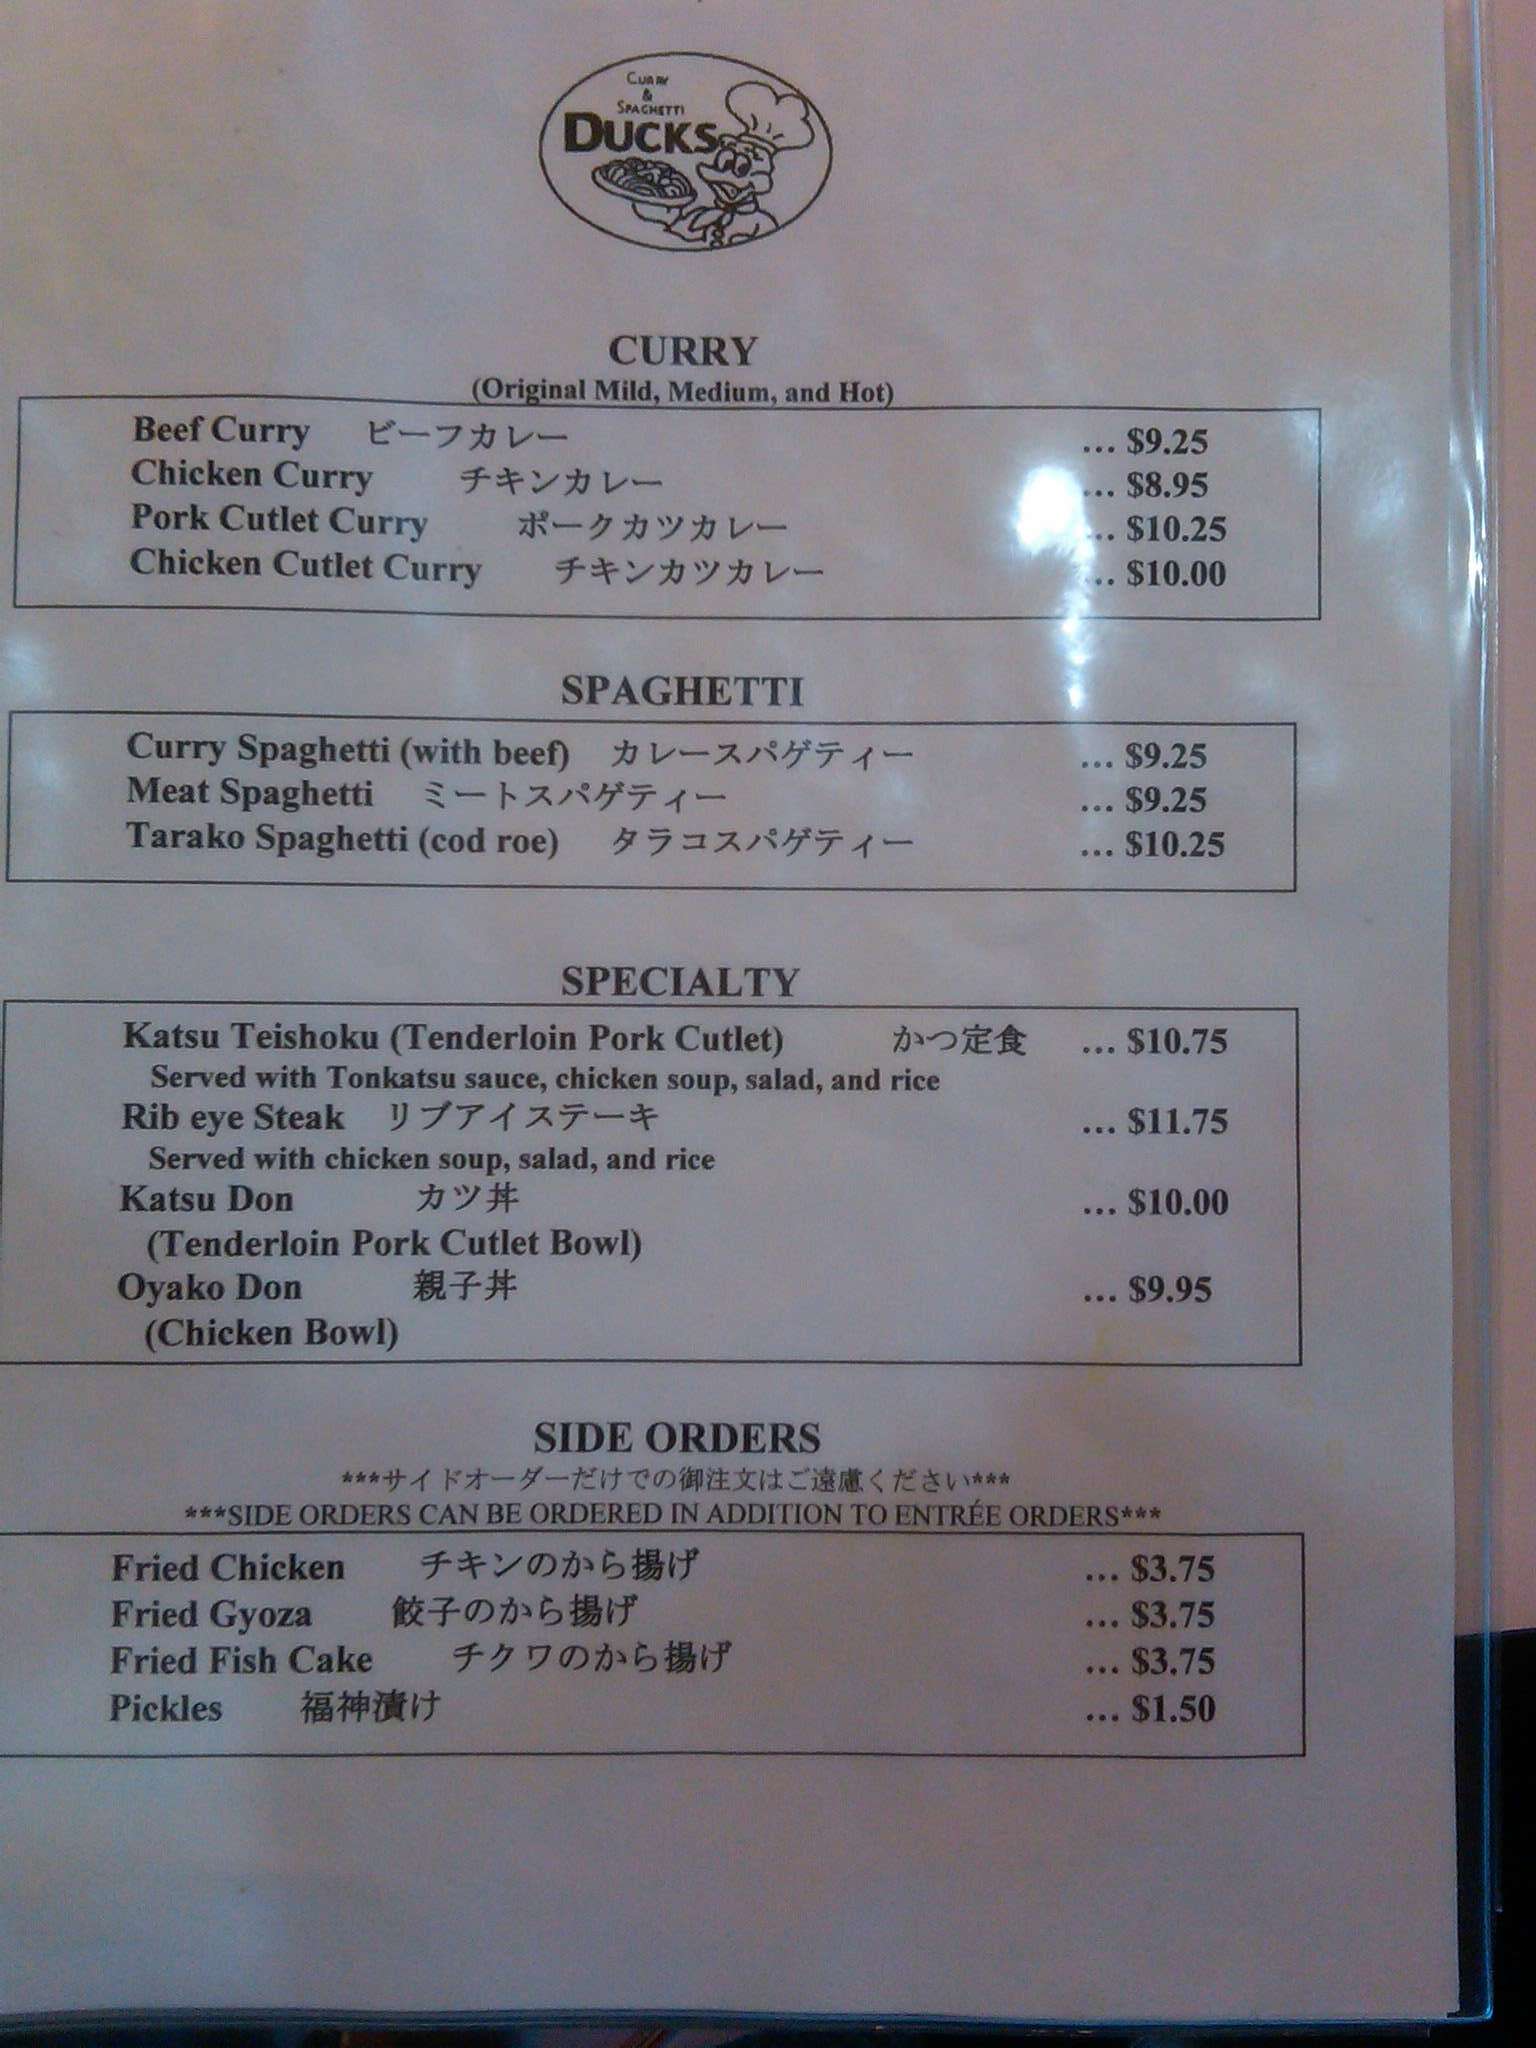 CURRY
&
SPAGHETTI
DUCKS
CURRY
(Original Mild, Medium, and Hot)
Beef Curry ビーフカレー ... $9.25
Chicken Curry チキンカレー ... $8.95
Pork Cutlet Curry ポークカツカレー ... $10.25
Chicken Cutlet Curry チキンカツカレー ... $10.00
SPAGHETTI
Curry Spaghetti (with beef) カレースパゲティー ... $9.25
Meat Spaghetti ミートスパゲティー ... $9.25
Tarako Spaghetti (cod roe) タラコスパゲティー ... $10.25
SPECIALTY
Katsu Teishoku (Tenderloin Pork Cutlet) かつ定食 ... $10.75
Served with Tonkatsu sauce, chicken soup, salad, and rice
Rib eye Steak リブアイステーキ ... $11.75
Served with chicken soup, salad, and rice
Katsu Don カツ丼 ... $10.00
(Tenderloin Pork Cutlet Bowl)
Oyako Don 親子丼 ... $9.95
(Chicken Bowl)
SIDE ORDERS
***サイドオーダーだけでの御注文はご遠慮ください***
***SIDE ORDERS CAN BE ORDERED IN ADDITION TO ENTRÉE ORDERS***
Fried Chicken チキンのから揚げ ... $3.75
Fried Gyoza 餃子のから揚げ ... $3.75
Fried Fish Cake チクワのから揚げ ... $3.75
Pickles 福神漬け ... $1.50